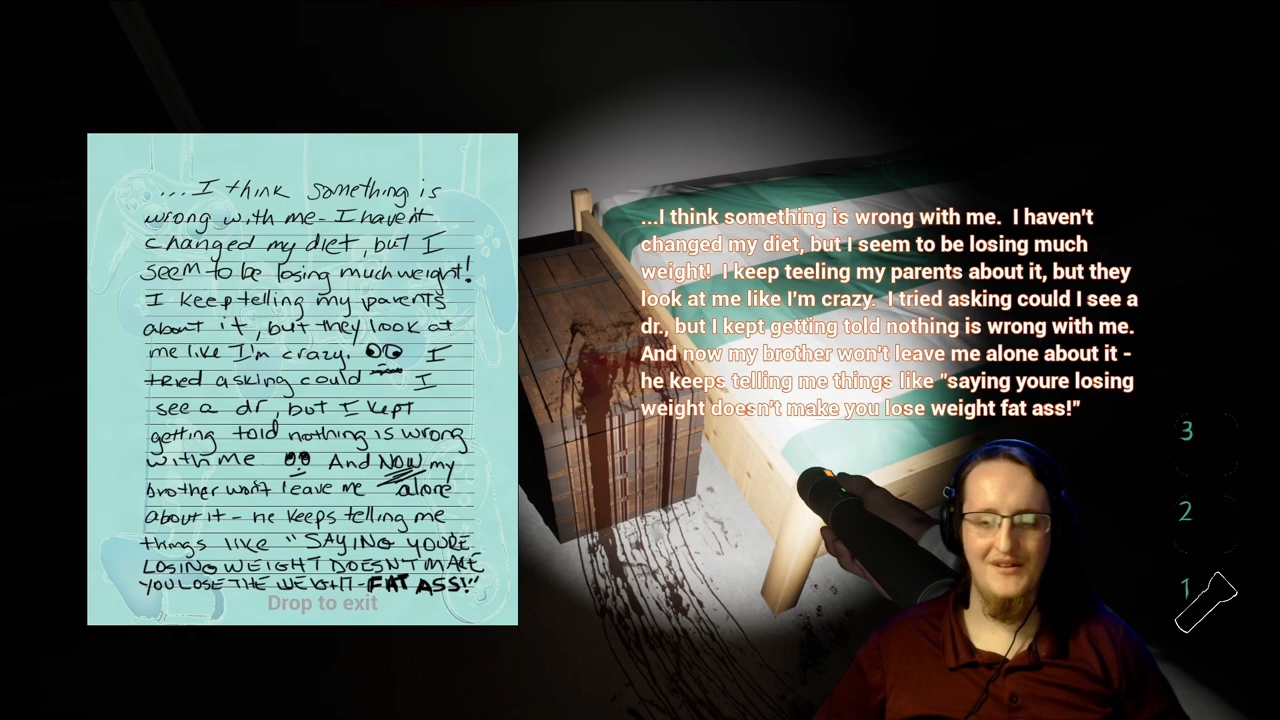 ...I think something is
wrong with me- I haven't
changed my diet, but I
seem to be losing much weight!
I keep telling my parents
about it, but they look at
me like I'm crazy. I
tried asking could I
see a dr, but I kept
getting told nothing is wrong
with me And NOW my
brother won't leave me alone
about it - he keeps telling me
things like "SAYING YOURE
LOSING WEIGHT DOESN'T MAKE
YOU LOSE THE WEIGHT - FAT ASS!"
Drop to exit
...I think something is wrong with me. I haven't
changed my diet, but I seem to be losing much
weight! I keep teeling my parents about it, but they
look at me like I'm crazy. I tried asking could I see a
dr., but I kept getting told nothing is wrong with me.
And now my brother won't leave me alone about it -
he keeps telling me things like "saying youre losing
weight doesn't make you lose weight fat ass!"
3
2
1